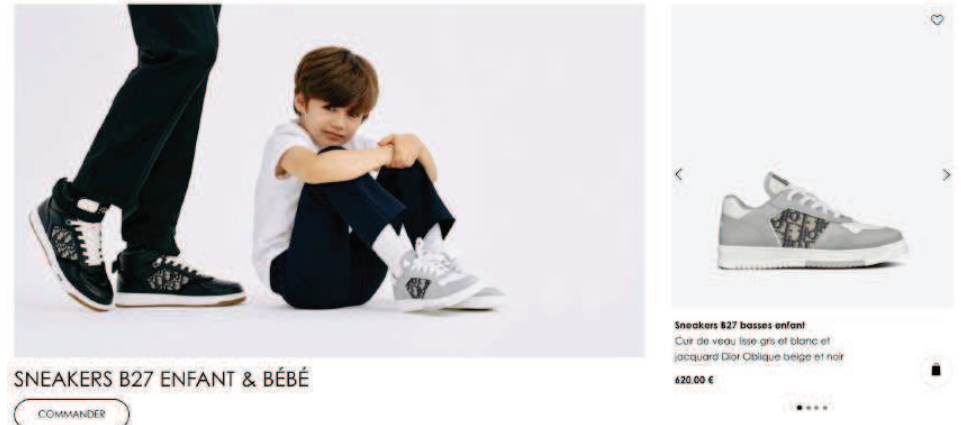 SNEAKERS B27 ENFANT & BÉBÉ
COMMANDER
Sneakers B27 basses enfant
Cuir de veau lisse gris et blanc et
jacquard Dior Oblique beige et noir
620.00 €